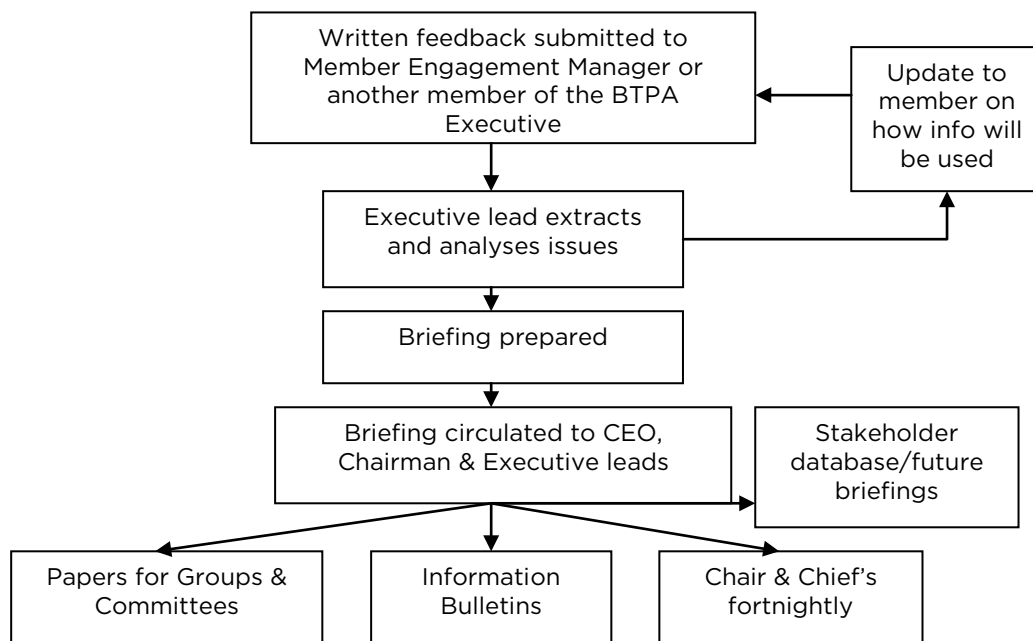 Written feedback submitted to
Member Engagement Manager or
another member of the BTPA
Executive
Update to
member on
how info will
be used
Executive lead extracts
and analyses issues
Briefing prepared
Briefing circulated to CEO,
Chairman & Executive leads
Stakeholder
database/future
briefings
Papers for Groups &
Committees
Information
Bulletins
Chair & Chief's
fortnightly